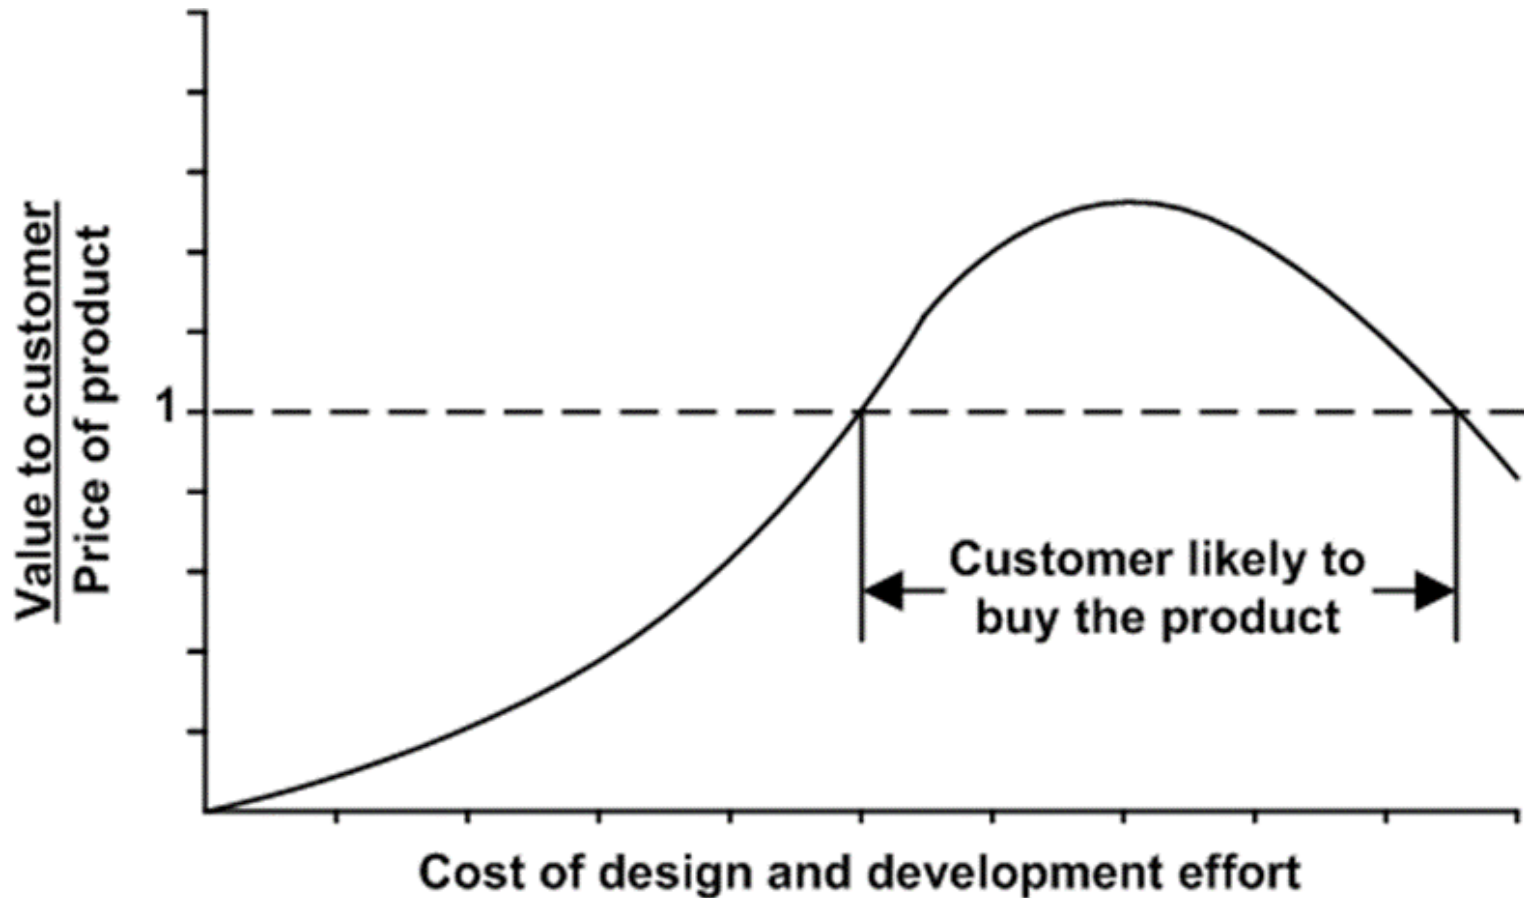 Value to customer
Price of product
1
Customer likely to
buy the product
Cost of design and development effort